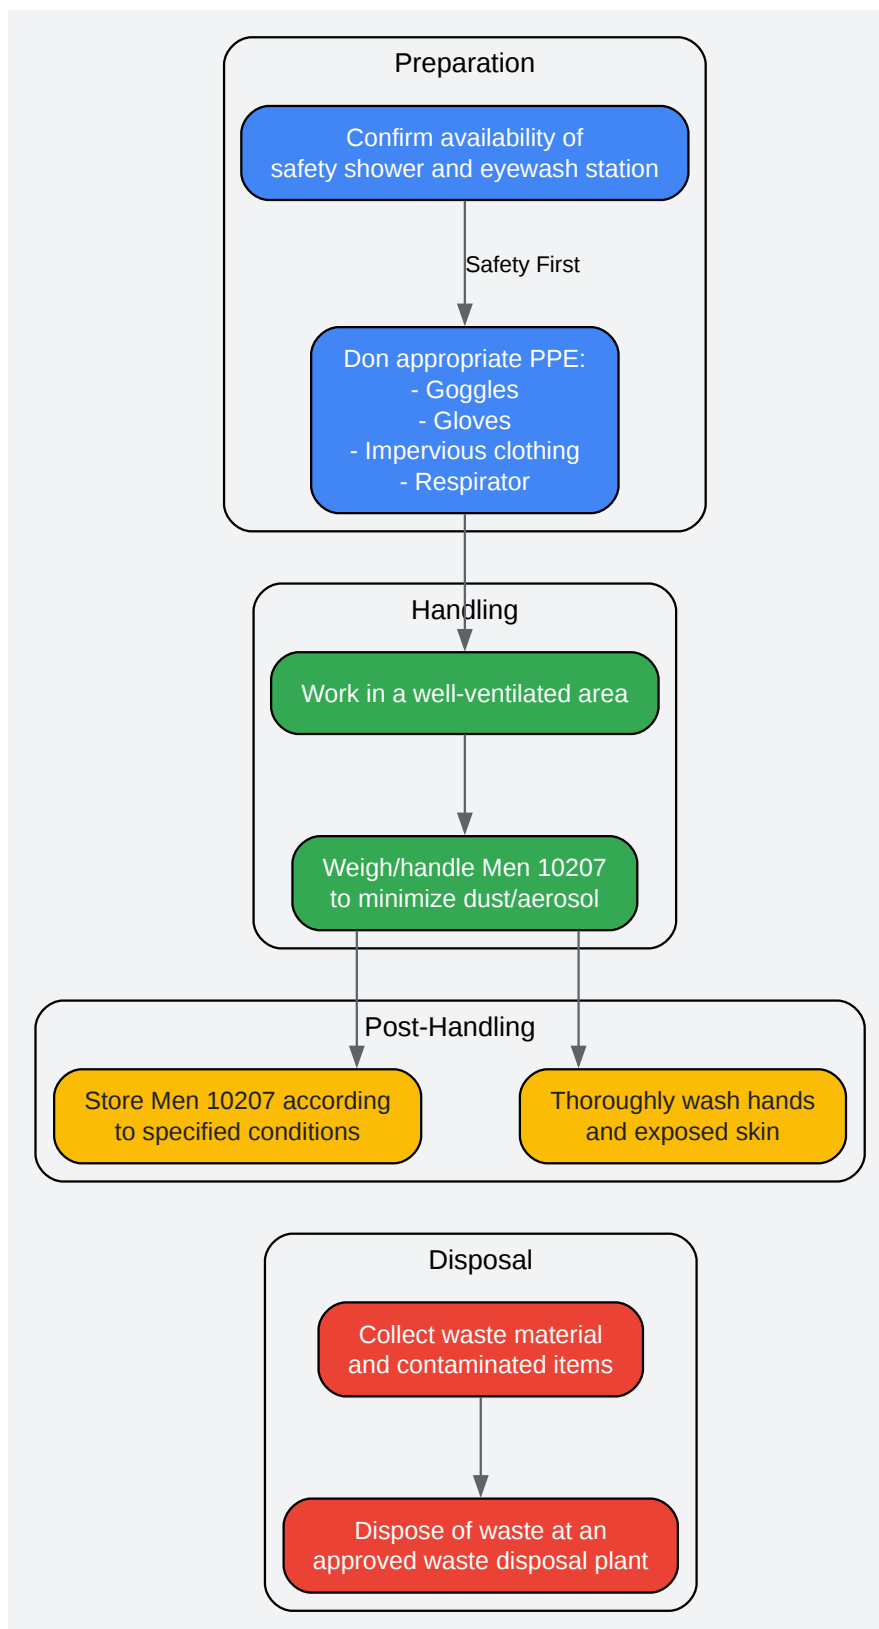 Preparation
Confirm availability of
safety shower and eyewash station
Safety First
Don appropriate PPE:
- Goggles
- Gloves
- Impervious clothing
- Respirator
Handling
Work in a well-ventilated area
Weigh/handle Men 10207
to minimize dust/aerosol
Post-Handling
Store Men 10207 according
to specified conditions
Thoroughly wash hands
and exposed skin
Disposal
Collect waste material
and contaminated items
Dispose of waste at an
approved waste disposal plant